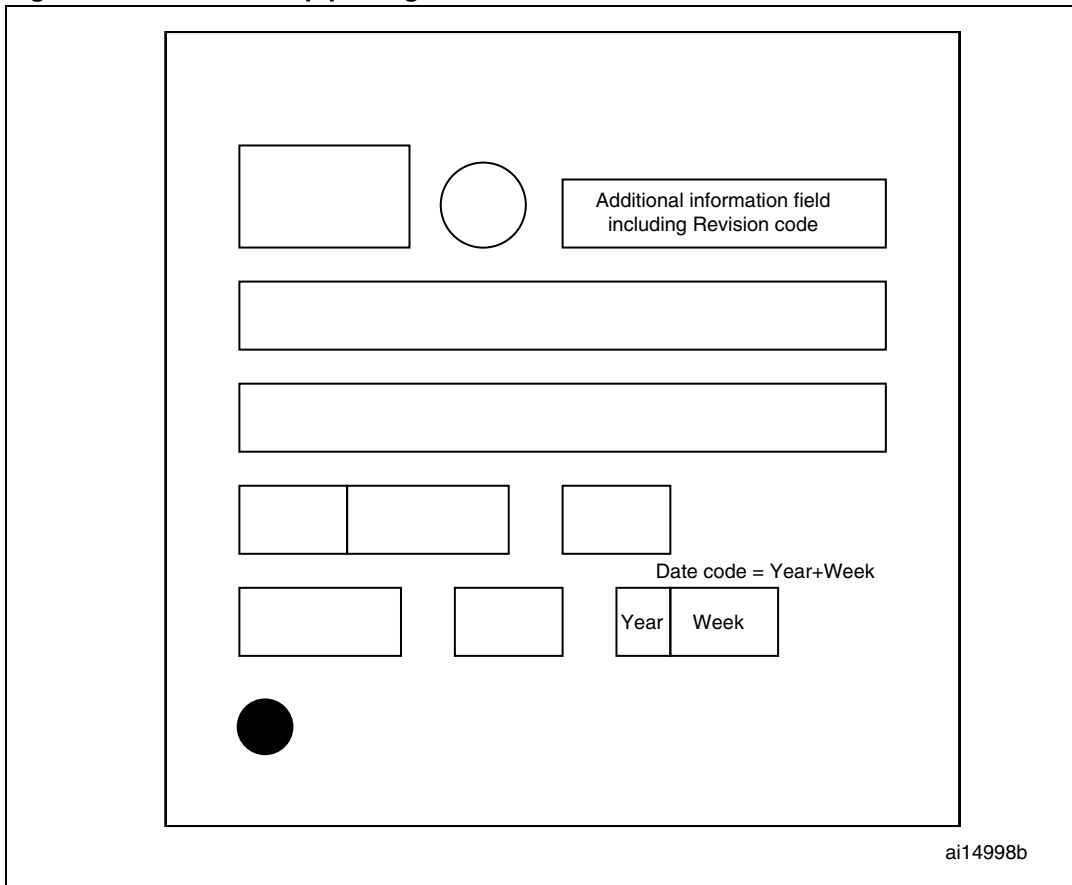 Additional information field
including Revision code
Date code = Year+Week
Year Week
ai14998b